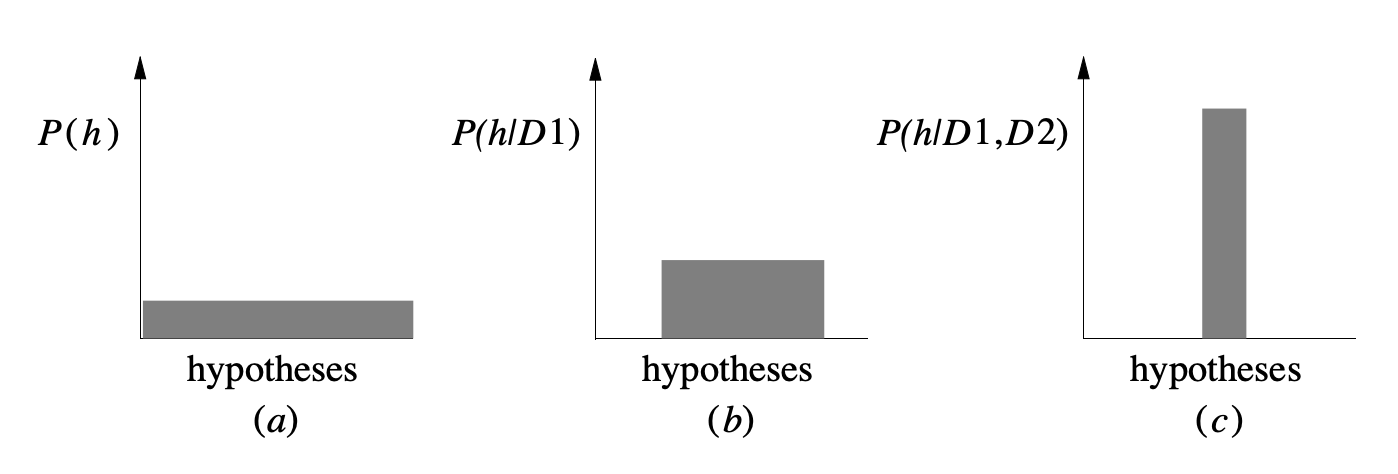 P(h)
P(h|D1)
P(h|D1,D2)
hypotheses
hypotheses
hypotheses
(a)
(b)
(c)